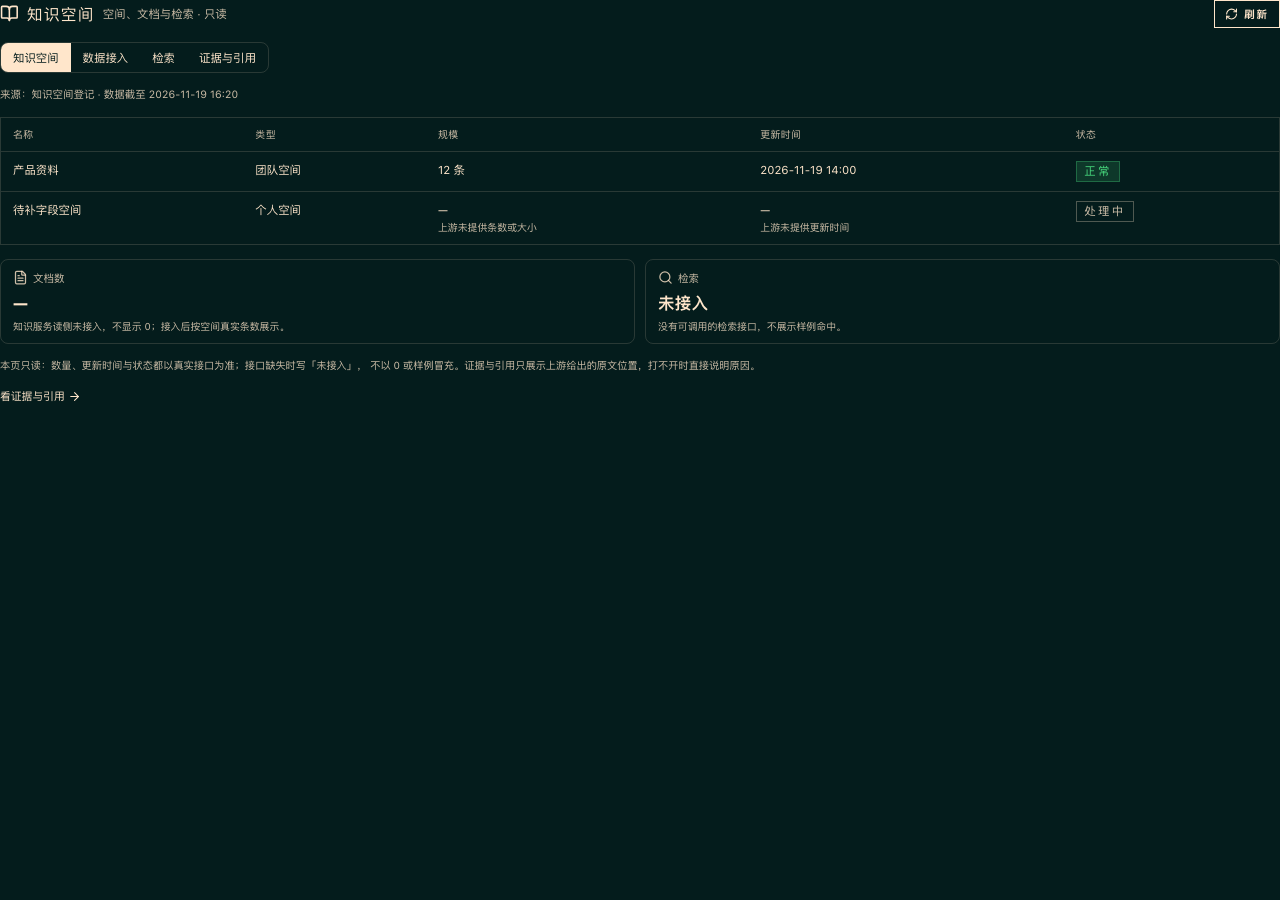 知识空间 空间、文档与检索 · 只读 刷新
知识空间 数据接入 检索 证据与引用
来源：知识空间登记 · 数据截至 2026-11-19 16:20
名称 类型 规模 更新时间 状态
产品资料 团队空间 12 条 2026-11-19 14:00 正常
待补字段空间 个人空间 — — 处理中
上游未提供条数或大小 上游未提供更新时间
文档数 检索
— 未接入
知识服务读侧未接入，不显示 0；接入后按空间真实条数展示。 没有可调用的检索接口，不展示样例命中。
本页只读：数量、更新时间与状态都以真实接口为准；接口缺失时写「未接入」， 不以 0 或样例冒充。证据与引用只展示上游给出的原文位置，打不开时直接说明原因。
看证据与引用 →